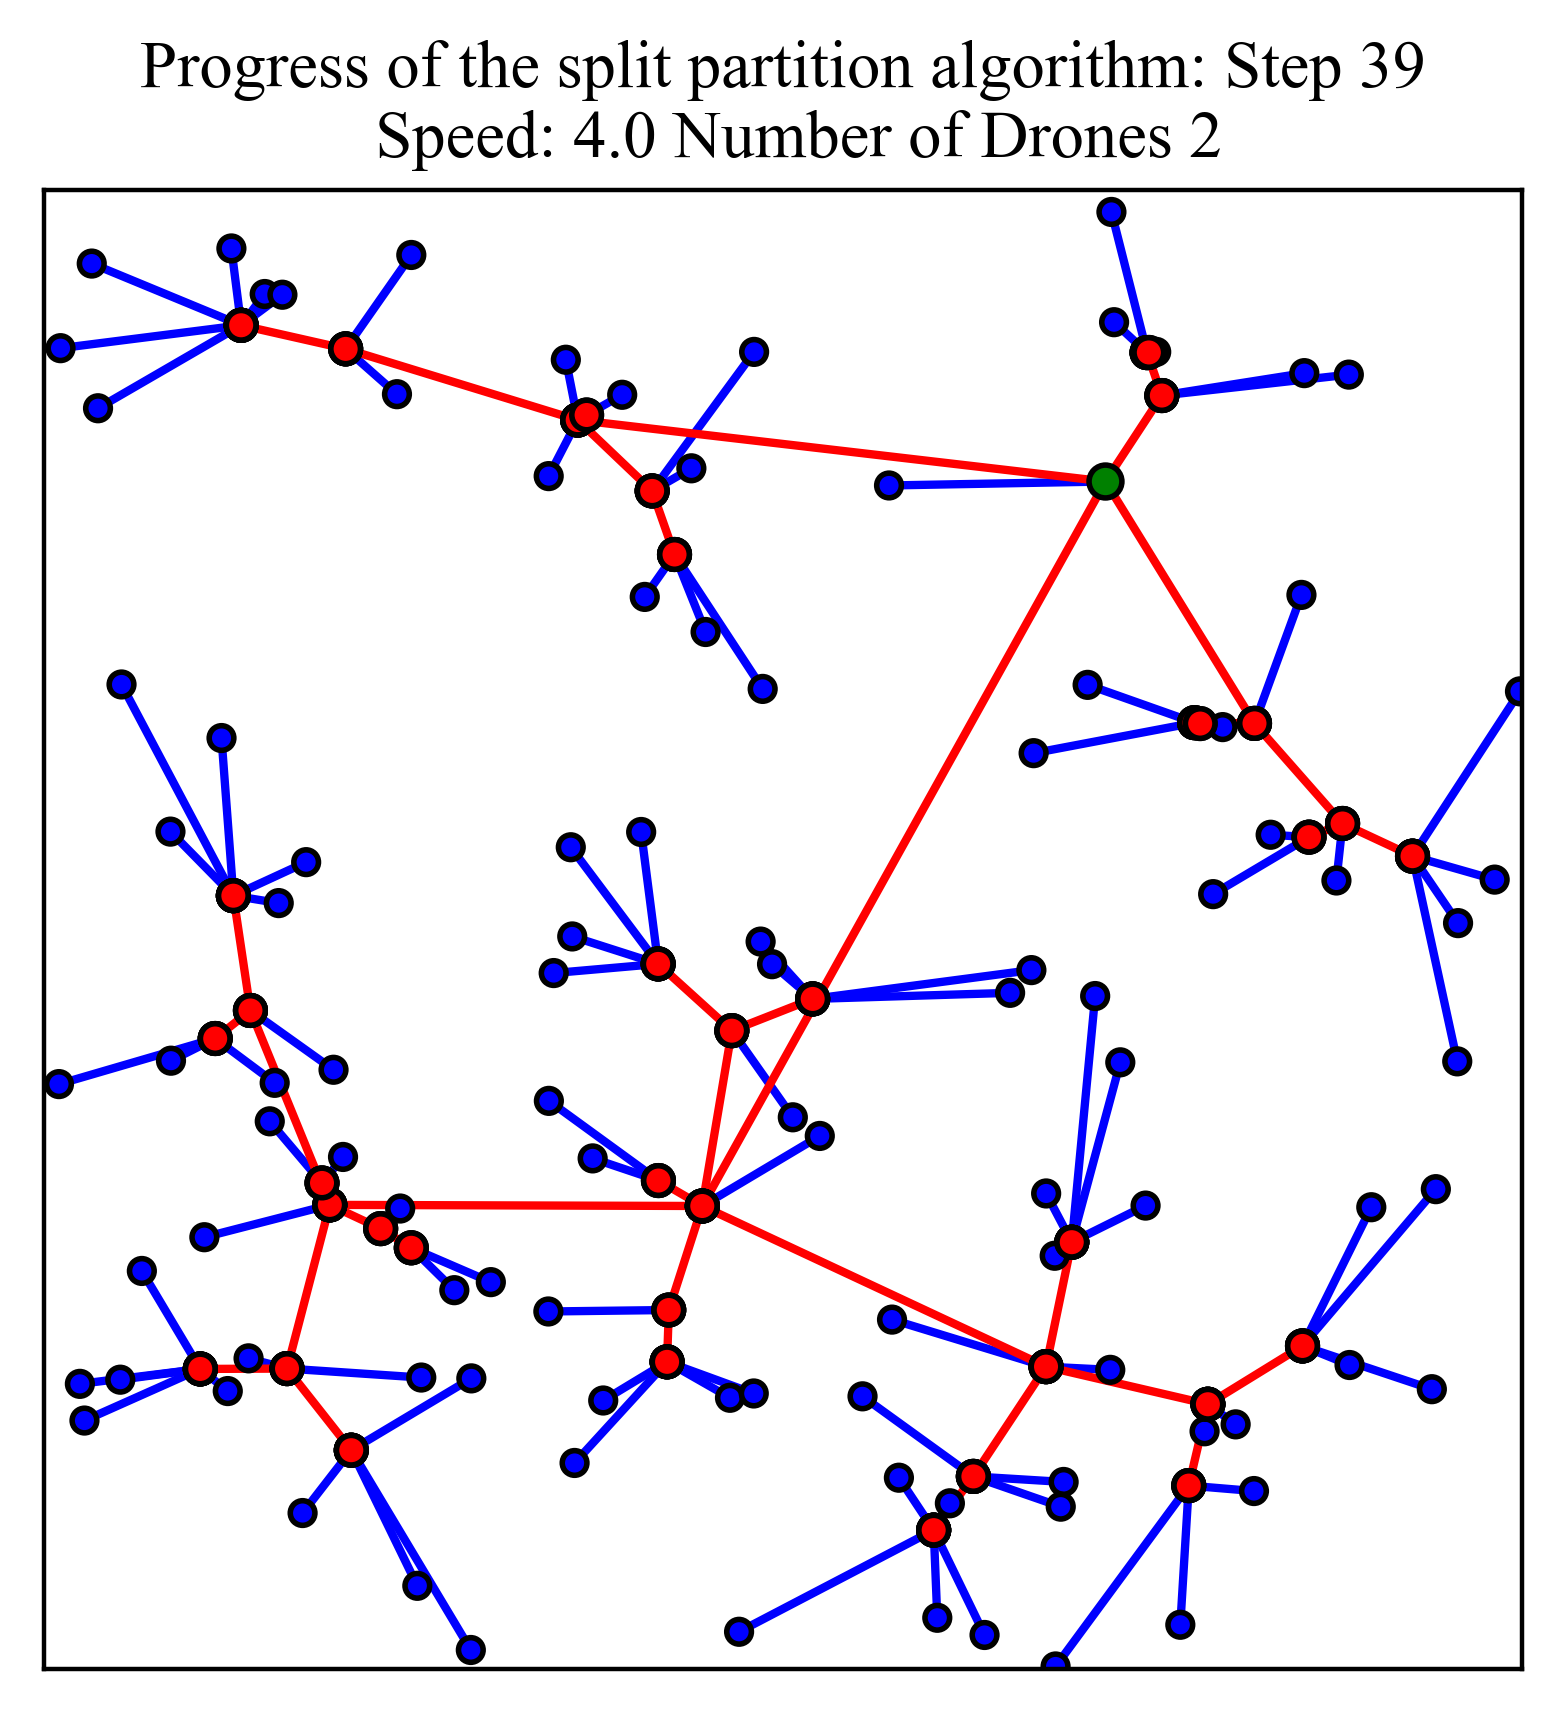 Progress of the split partition algorithm: Step 39
Speed: 4.0 Number of Drones 2